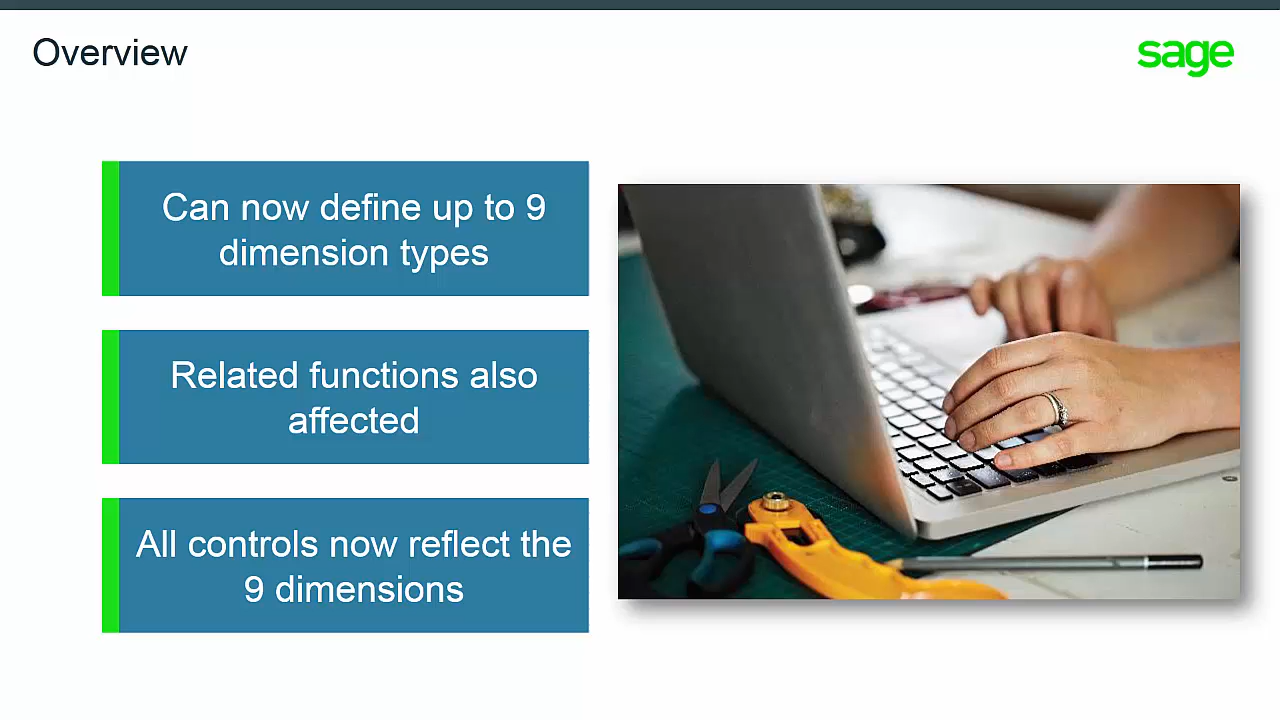 Overview
sage
Can now define up to 9
dimension types
Related functions also
affected
All controls now reflect the
9 dimensions